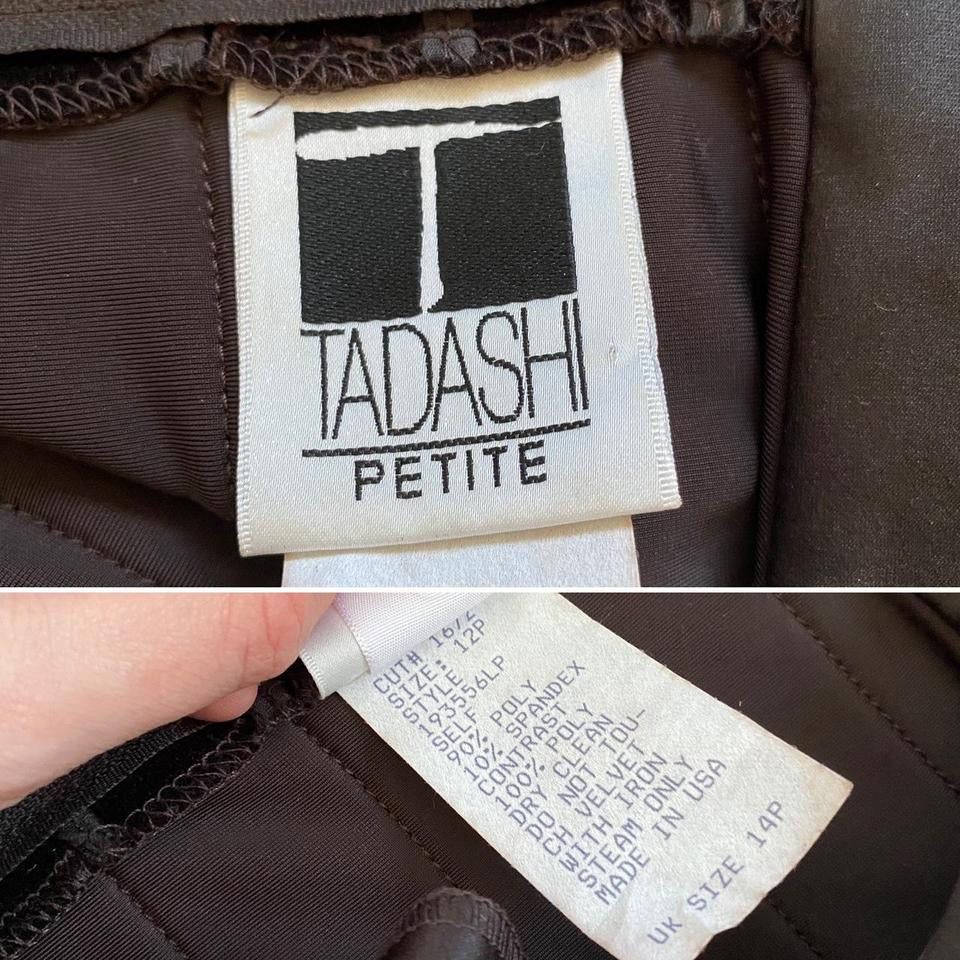 T
TADASHI
PETITE
CUT# 1672
SIZE: 12P
STYLE:
193556LP
SELF
90% POLY
10% SPANDEX
CONTRAST
100% POLY
DRY CLEAN
DO NOT TOU-
CH VELVET
WITH IRON
STEAM ONLY
MADE IN USA
UK SIZE 14P